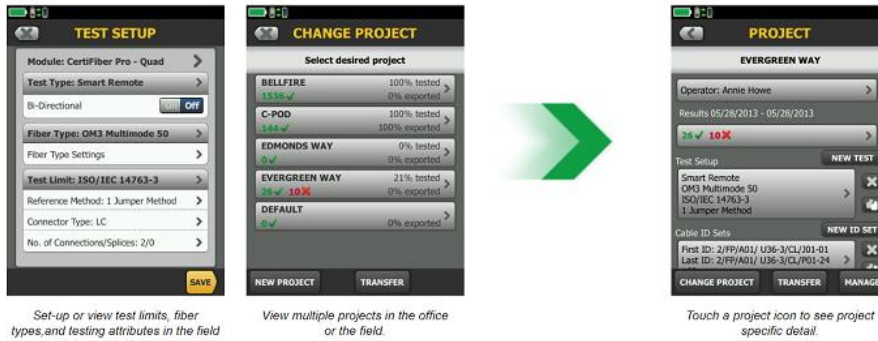 TEST SETUP
Module: CertiFiber Pro - Quad
Test Type: Smart Remote
Bi-Directional On Off
Fiber Type: OM3 Multimode 50
Fiber Type Settings
Test Limit: ISO/IEC 14763-3
Reference Method: 1 Jumper Method
Connector Type: LC
No. of Connections/Splices: 2/0
SAVE
Set-up or view test limits, fiber
types,and testing attributes in the field
CHANGE PROJECT
Select desired project
BELLFIRE 100% tested
1536 ✓ 0% exported
C-POD 100% tested
144 ✓ 100% exported
EDMONDS WAY 0% tested
0 ✓ 0% exported
EVERGREEN WAY 21% tested
26 ✓ 10 ✗ 0% exported
DEFAULT
0 ✓ 0% exported
NEW PROJECT TRANSFER
View multiple projects in the office
or the field.
PROJECT
EVERGREEN WAY
Operator: Annie Howe
Results 05/28/2013 - 05/28/2013
26 ✓ 10 ✗
Test Setup NEW TEST
Smart Remote
OM3 Multimode 50
ISO/IEC 14763-3
1 Jumper Method
Cable ID Sets NEW ID SET
First ID: 2/FP/A01/ U36-3/CL/J01-01
Last ID: 2/FP/A01/ U36-3/CL/P01-24
CHANGE PROJECT TRANSFER MANAGE
Touch a project icon to see project
specific detail.